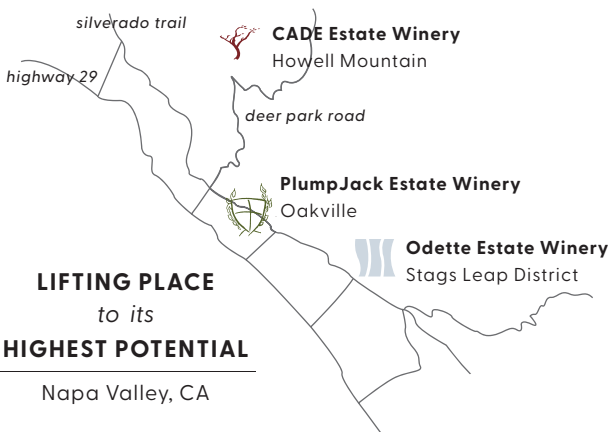 silverado trail
CADE Estate Winery
Howell Mountain
highway 29
deer park road
PlumpJack Estate Winery
Oakville
Odette Estate Winery
Stags Leap District
LIFTING PLACE
to its
HIGHEST POTENTIAL
Napa Valley, CA